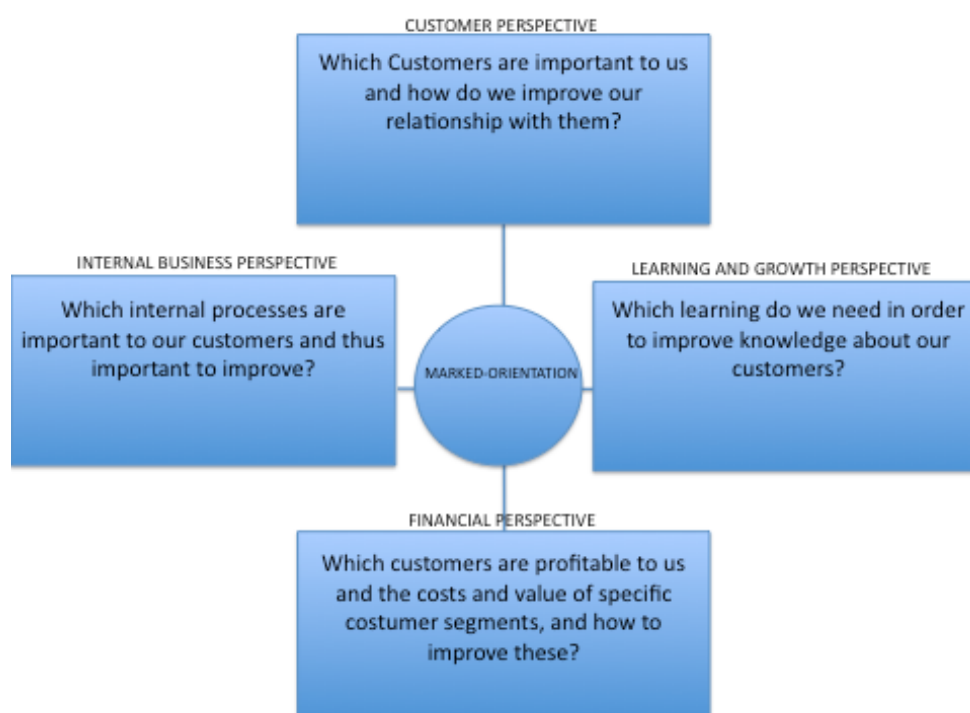 CUSTOMER PERSPECTIVE
Which Customers are important to us
and how do we improve our
relationship with them?
INTERNAL BUSINESS PERSPECTIVE
Which internal processes are
important to our customers and thus
important to improve?
MARKED-ORIENTATION
LEARNING AND GROWTH PERSPECTIVE
Which learning do we need in order
to improve knowledge about our
customers?
FINANCIAL PERSPECTIVE
Which customers are profitable to us
and the costs and value of specific
costumer segments, and how to
improve these?